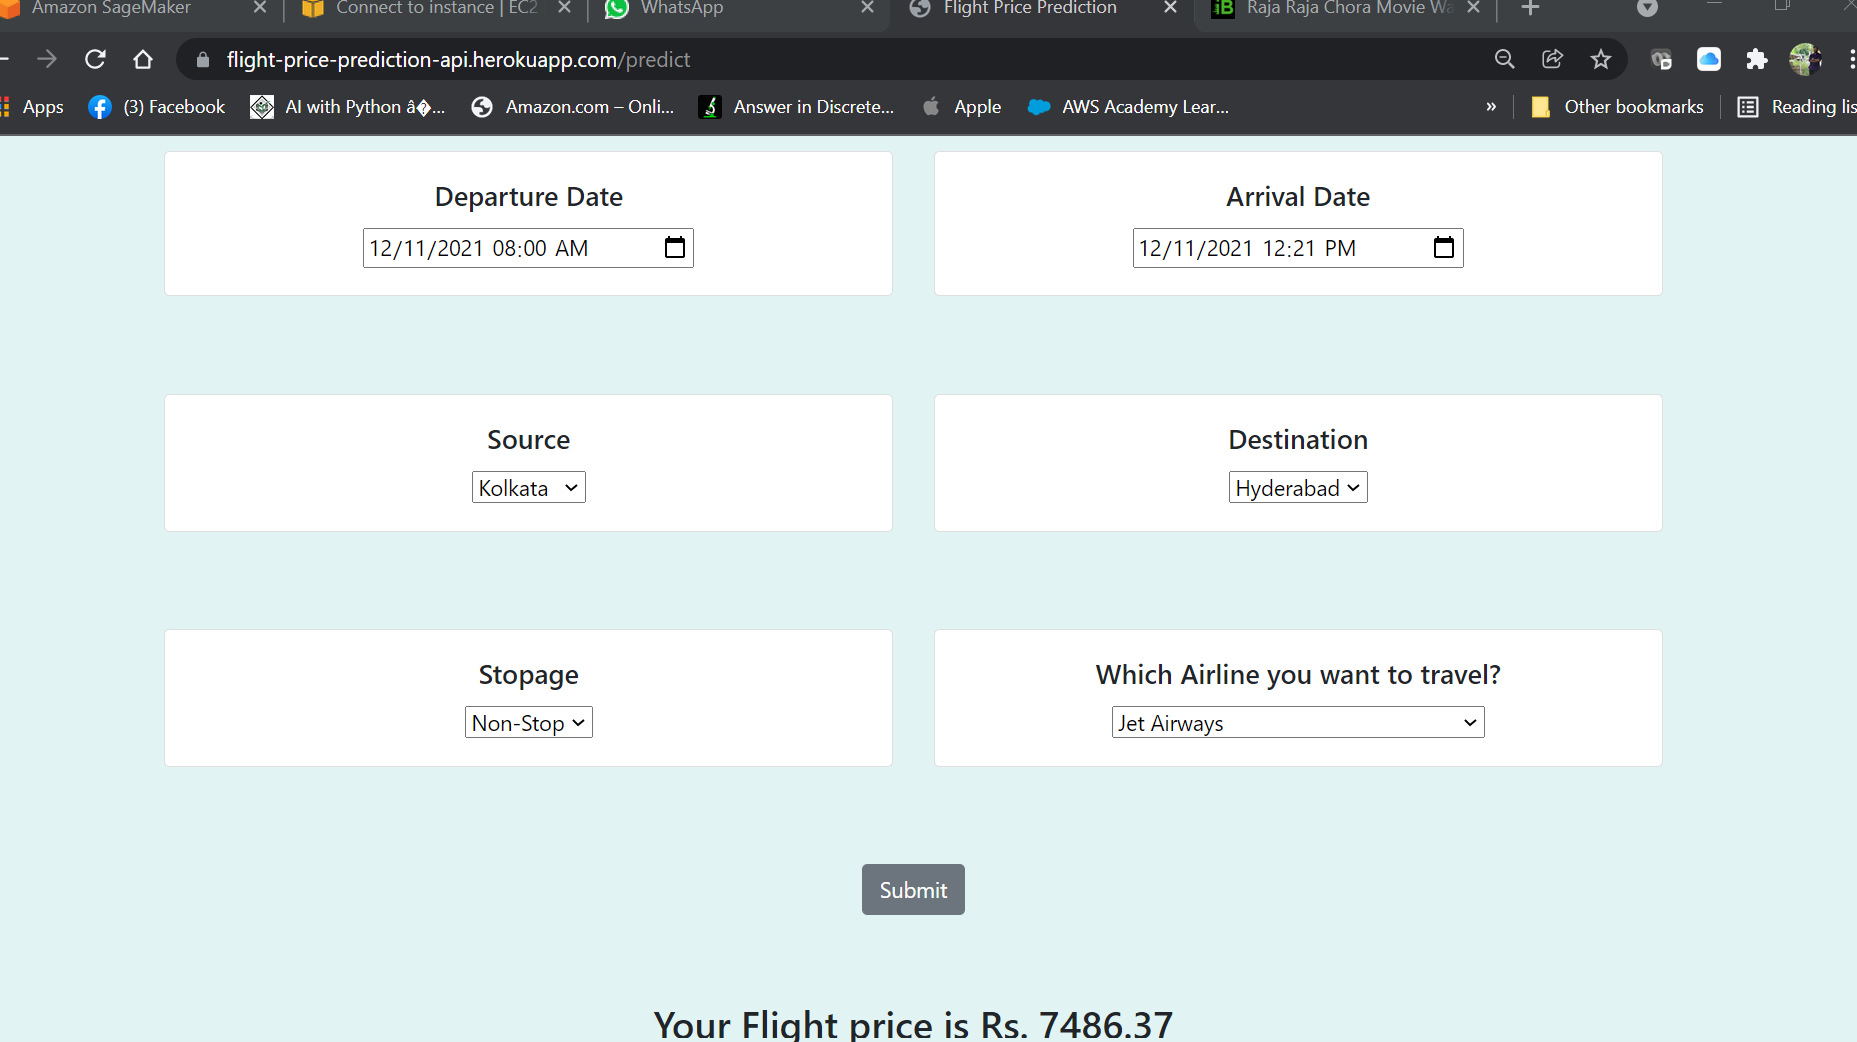 Amazon SageMaker
Connect to instance | EC2
WhatsApp
Flight Price Prediction
iB Raja Raja Chora Movie Wa
flight-price-prediction-api.herokuapp.com/predict
Apps
(3) Facebook
AI with Python â�...
Amazon.com – Onli...
Answer in Discrete...
Apple
AWS Academy Lear...
»
Other bookmarks
Reading lis
Departure Date
12/11/2021 08:00 AM
Arrival Date
12/11/2021 12:21 PM
Source
Kolkata
Destination
Hyderabad
Stopage
Non-Stop
Which Airline you want to travel?
Jet Airways
Submit
Your Flight price is Rs. 7486.37